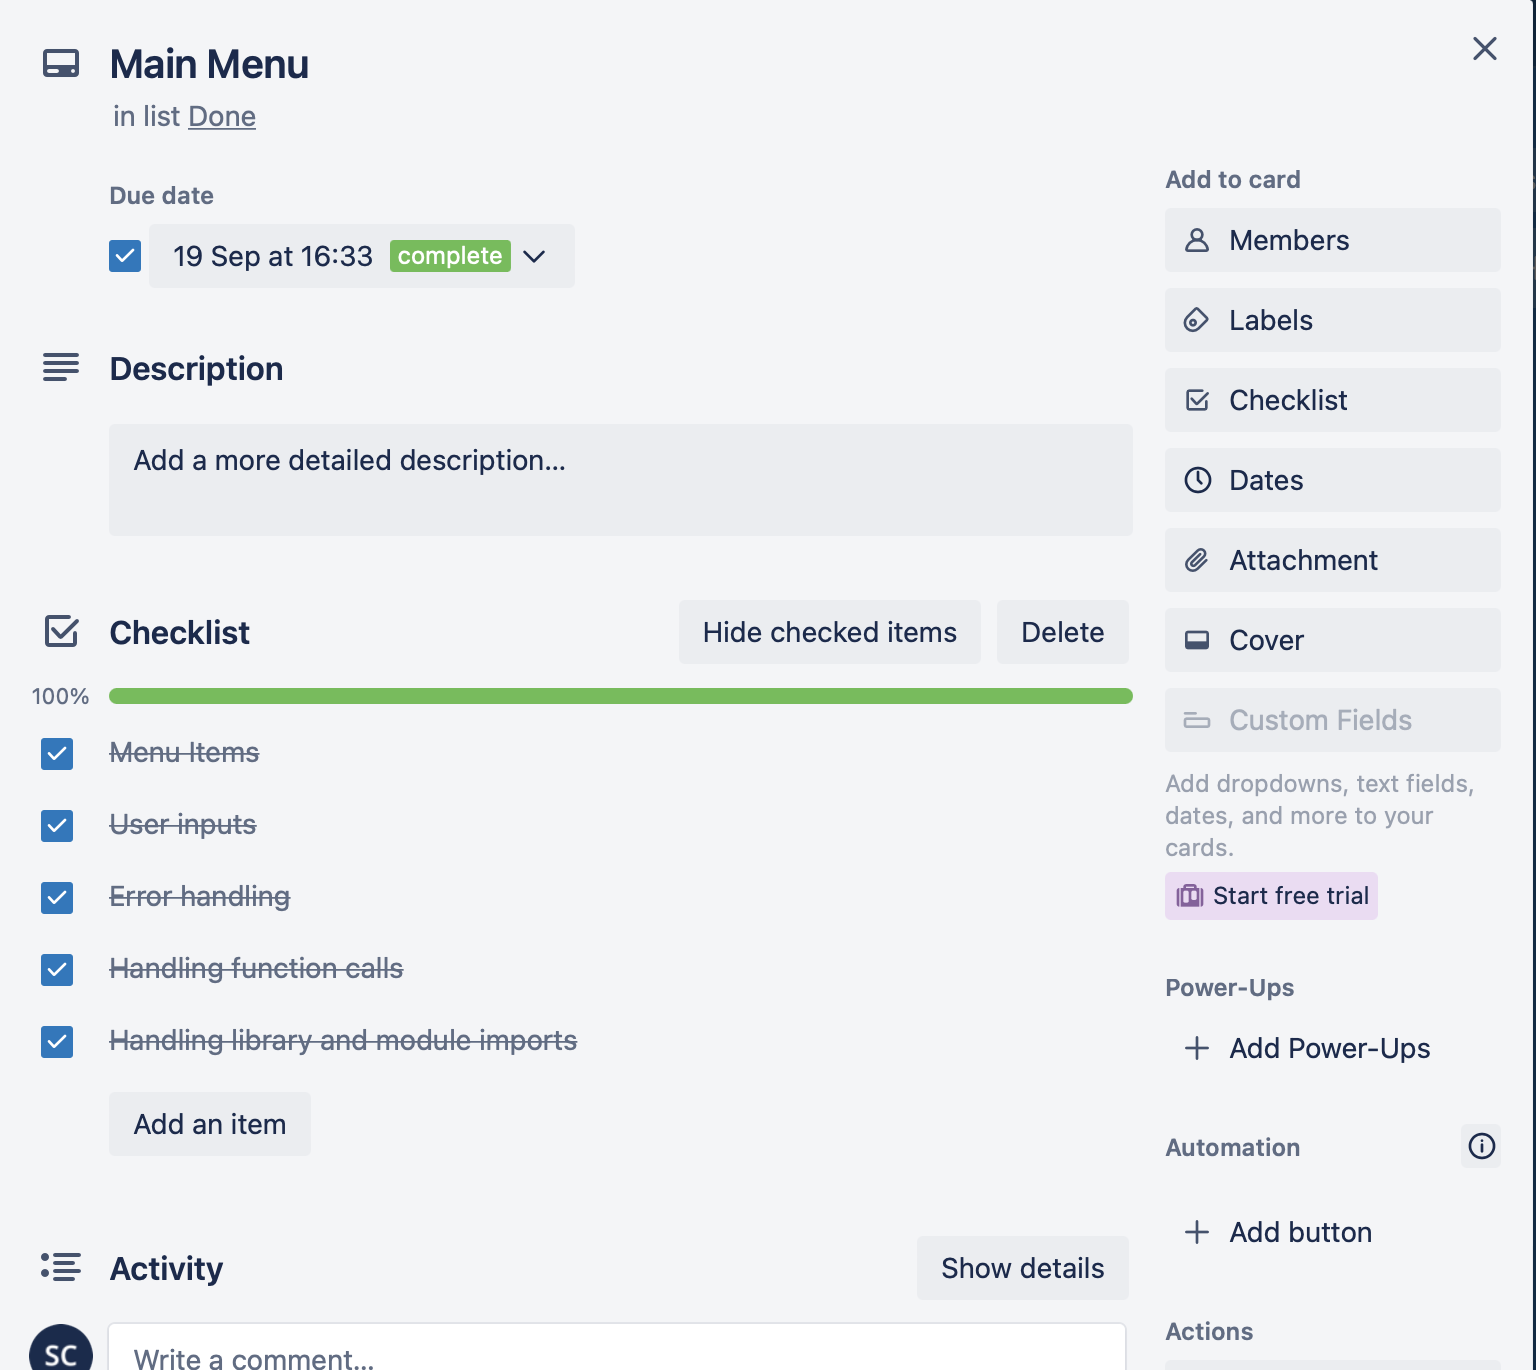 Main Menu
in list Done
Due date
19 Sep at 16:33 complete
Description
Add a more detailed description...
Checklist
Hide checked items
Delete
100%
Menu Items
User inputs
Error handling
Handling function calls
Handling library and module imports
Add an item
Activity
Show details
SC
Write a comment...
Add to card
Members
Labels
Checklist
Dates
Attachment
Cover
Custom Fields
Add dropdowns, text fields,
dates, and more to your
cards.
Start free trial
Power-Ups
Add Power-Ups
Automation
Add button
Actions